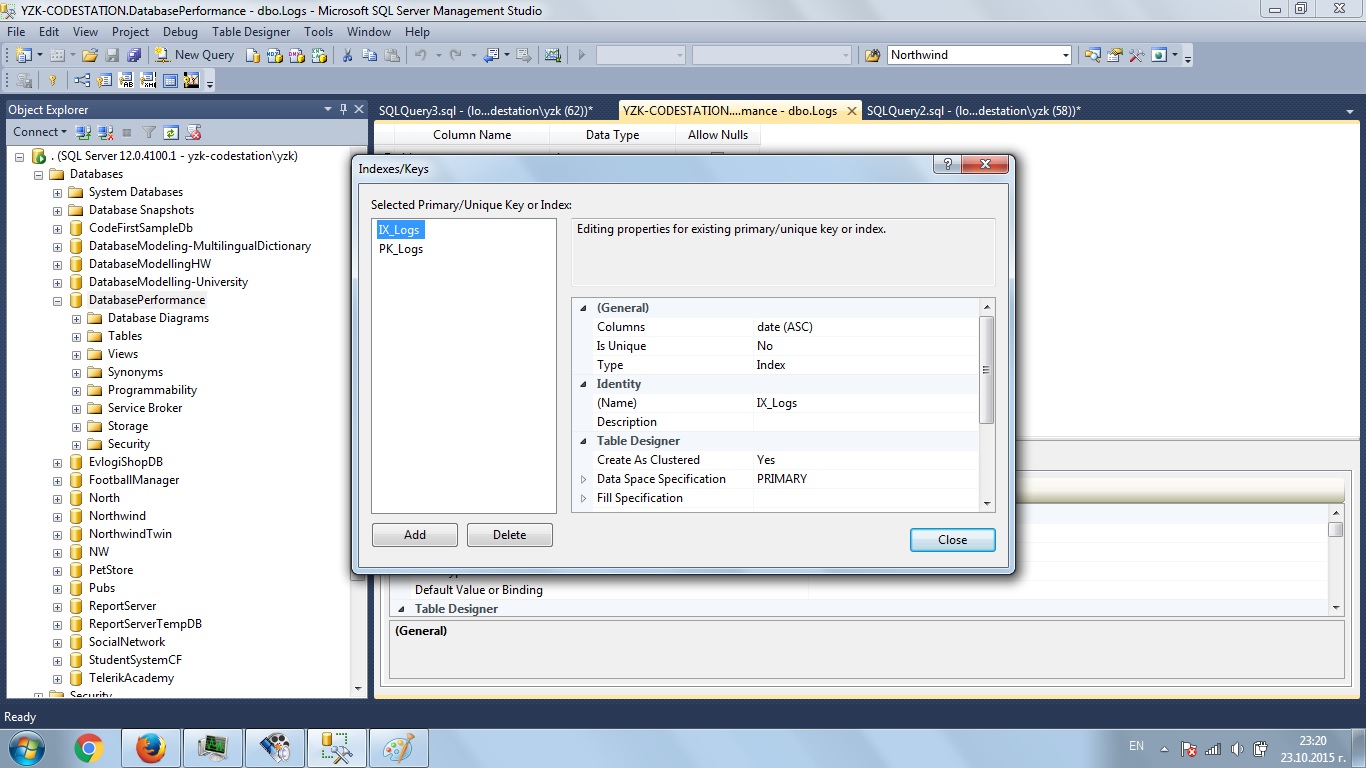 YZK-CODESTATION.DatabasePerformance - dbo.Logs - Microsoft SQL Server Management Studio
File Edit View Project Debug Table Designer Tools Window Help
New Query
Northwind
Object Explorer
Connect
. (SQL Server 12.0.4100.1 - yzk-codestation\yzk)
Databases
System Databases
Database Snapshots
CodeFirstSampleDb
DatabaseModeling-MultilingualDictionary
DatabaseModellingHW
DatabaseModelling-University
DatabasePerformance
Database Diagrams
Tables
Views
Synonyms
Programmability
Service Broker
Storage
Security
EvlogiShopDB
FootballManager
North
Northwind
NorthwindTwin
NW
PetStore
Pubs
ReportServer
ReportServerTempDB
SocialNetwork
StudentSystemCF
TelerikAcademy
Security
SQLQuery3.sql - (lo...destation\yzk (62))*
YZK-CODESTATION....mance - dbo.Logs
SQLQuery2.sql - (lo...destation\yzk (58))*
Column Name Data Type Allow Nulls
Indexes/Keys
Selected Primary/Unique Key or Index:
IX_Logs
PK_Logs
Editing properties for existing primary/unique key or index.
(General)
Columns date (ASC)
Is Unique No
Type Index
Identity
(Name) IX_Logs
Description
Table Designer
Create As Clustered Yes
Data Space Specification PRIMARY
Fill Specification
Add Delete
Close
Default Value or Binding
Table Designer
(General)
Ready
EN
23:20
23.10.2015 г.